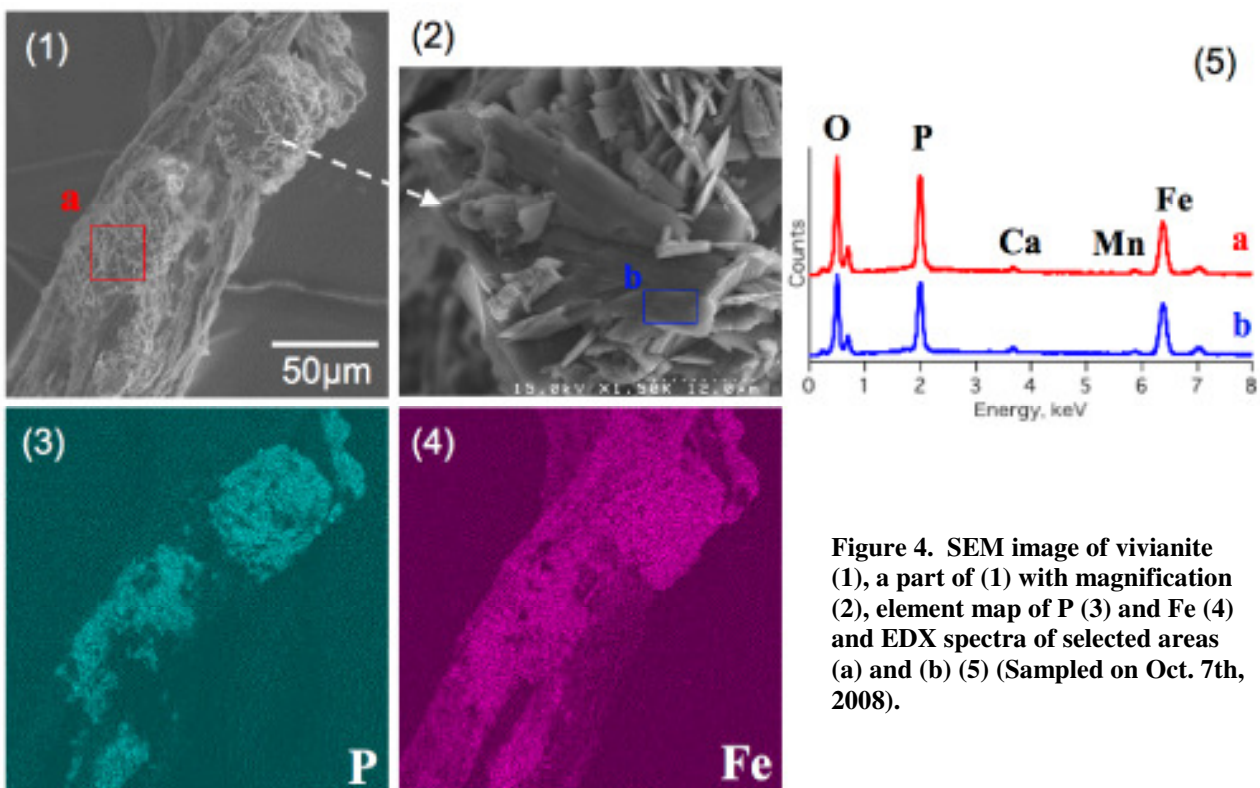 (1)
a
50µm
(2)
b
15.0kV X1.50K 12.0µm
(5)
O
P
Ca
Mn
Fe
a
b
Counts
0 1 2 3 4 5 6 7 8
Energy, keV
(3)
P
(4)
Fe
Figure 4. SEM image of vivianite
(1), a part of (1) with magnification
(2), element map of P (3) and Fe (4)
and EDX spectra of selected areas
(a) and (b) (5) (Sampled on Oct. 7th,
2008).